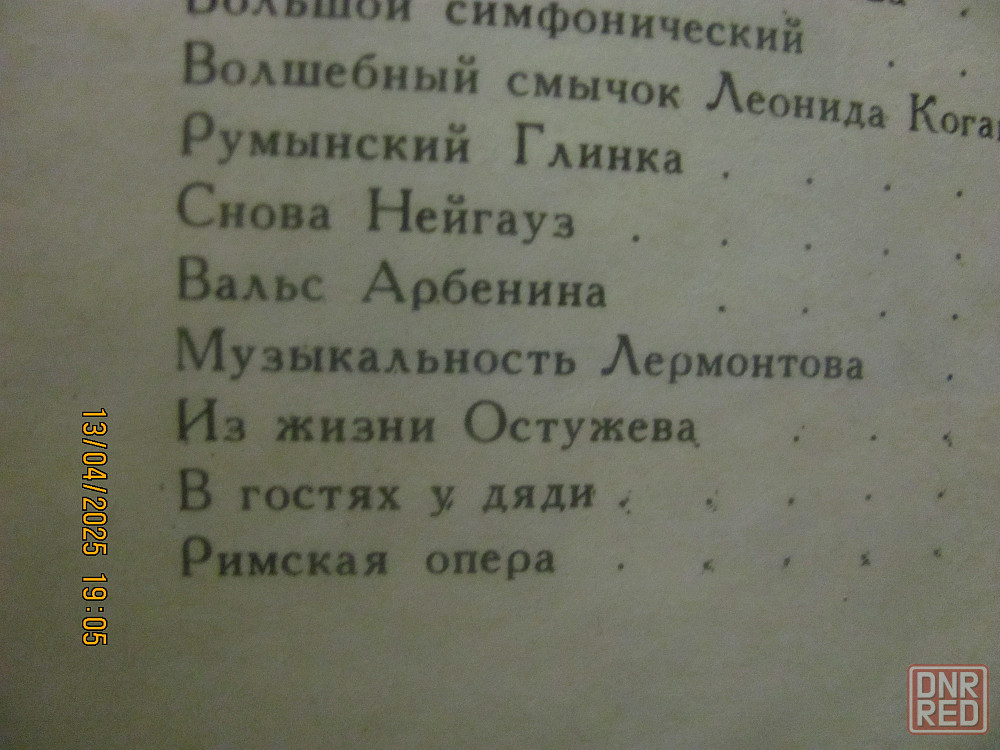 Большой симфонический . .
Волшебный смычок Леонида Кога
Румынский Глинка . . . .
Снова Нейгауз . . . . .
Вальс Арбенина . . . .
Музыкальность Лермонтова .
Из жизни Остужева . . .
В гостях у дяди . . . . .
Римская опера . . . . .
13/04/2025 19:05
DNR
RED